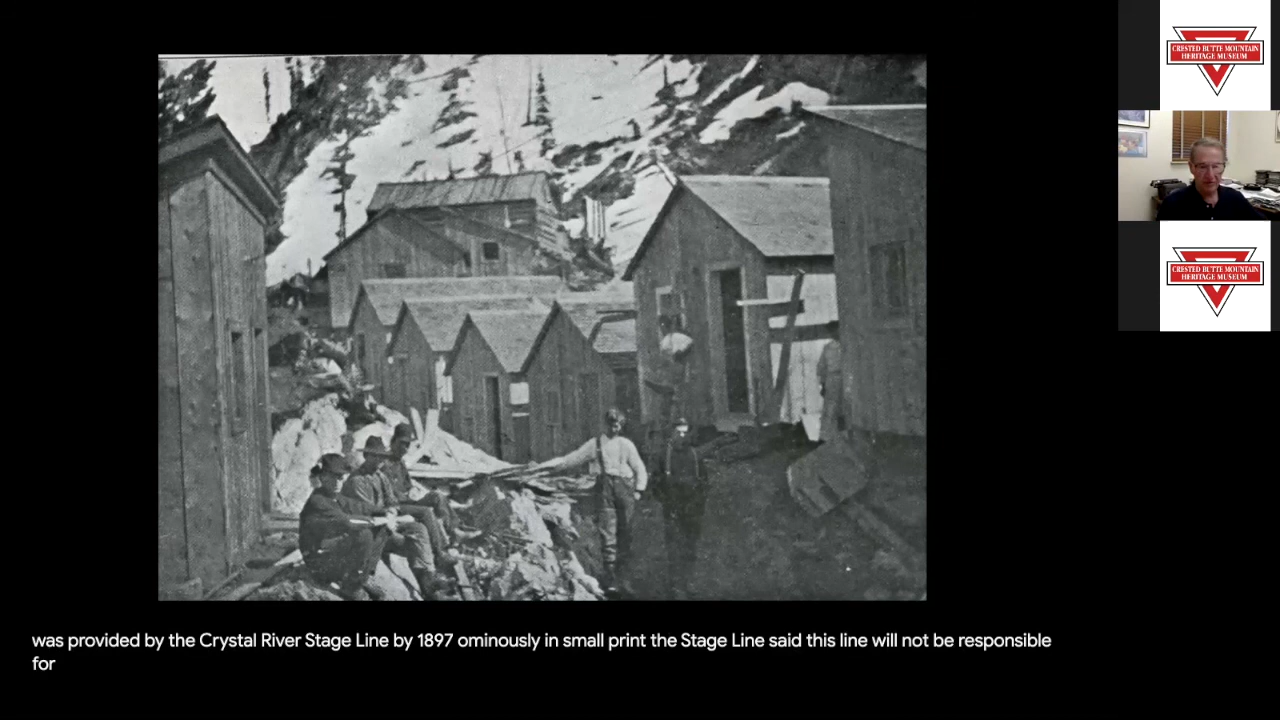 CRESTED BUTTE MOUNTAIN
HERITAGE MUSEUM
CRESTED BUTTE MOUNTAIN
HERITAGE MUSEUM
was provided by the Crystal River Stage Line by 1897 ominously in small print the Stage Line said this line will not be responsible
for